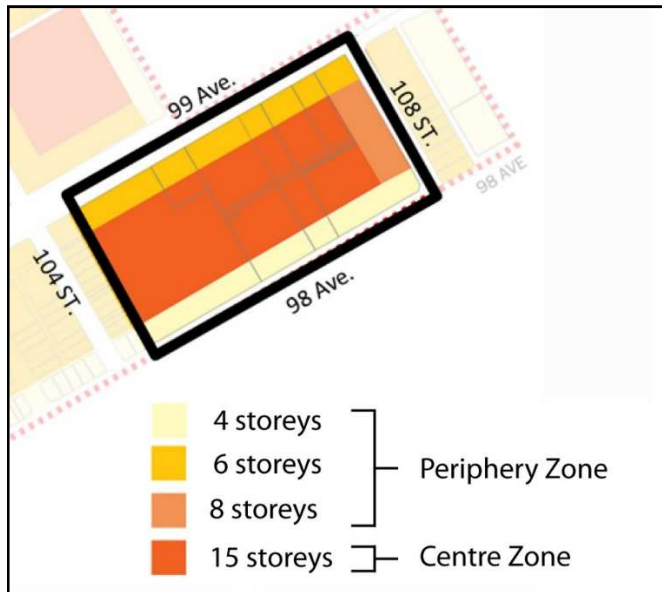 99 Ave.
108 ST.
98 AVE
104 ST.
98 Ave.
4 storeys
6 storeys
Periphery Zone
8 storeys
15 storeys
Centre Zone